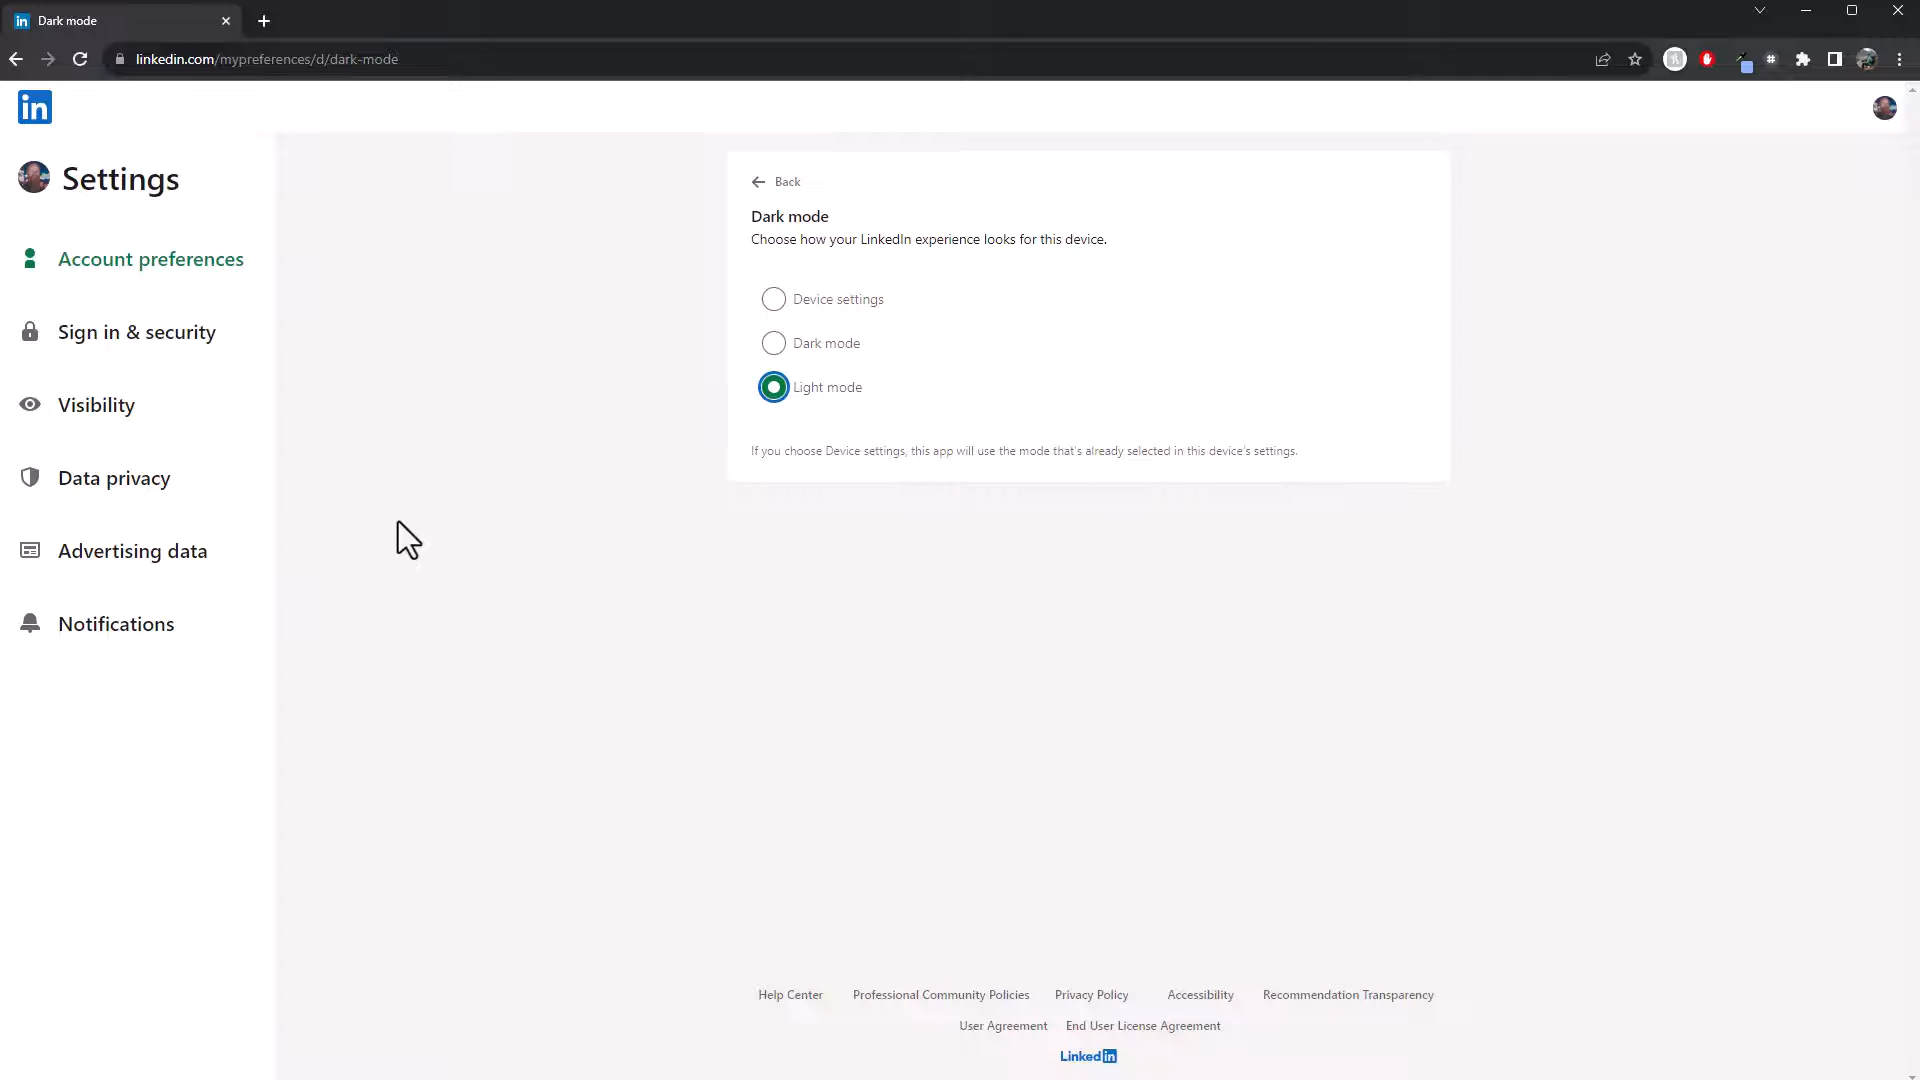 in Dark mode
linkedin.com/mypreferences/d/dark-mode
in
Settings
Account preferences
Sign in & security
Visibility
Data privacy
Advertising data
Notifications
Back
Dark mode
Choose how your LinkedIn experience looks for this device.
Device settings
Dark mode
Light mode
If you choose Device settings, this app will use the mode that's already selected in this device's settings.
Help Center Professional Community Policies Privacy Policy Accessibility Recommendation Transparency
User Agreement End User License Agreement
LinkedIn